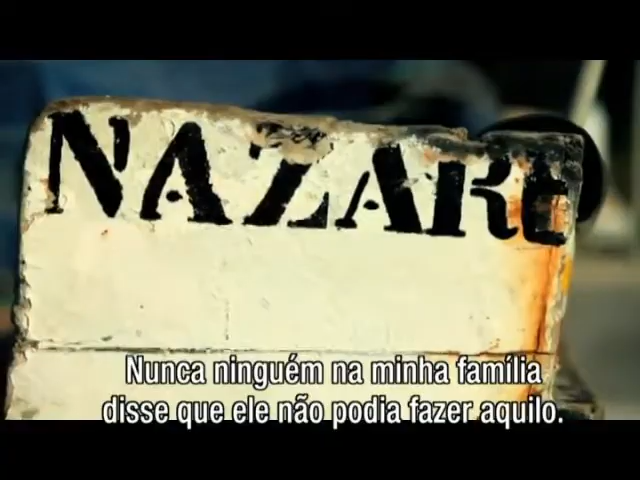 NAZARÉ
Nunca ninguém na minha família
disse que ele não podia fazer aquilo.